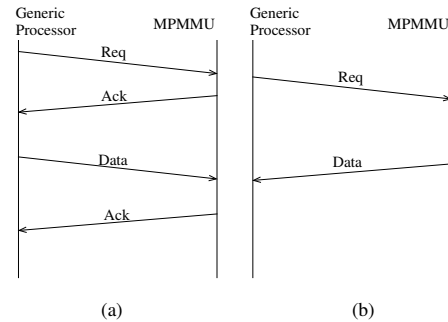 Generic
Processor
MPMMU
Req
Ack
Data
Ack
(a)
Generic
Processor
MPMMU
Req
Data
(b)